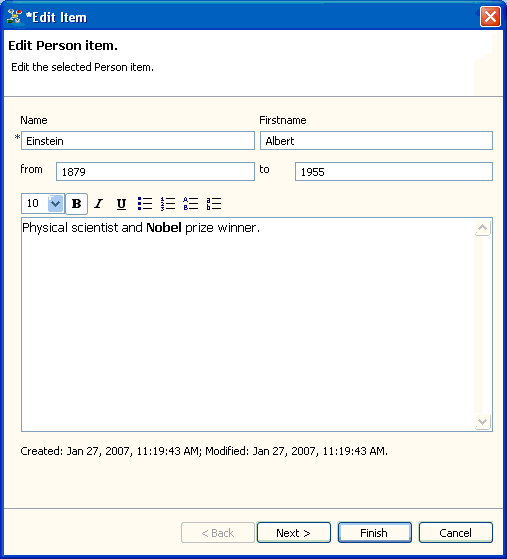 *Edit Item
Edit Person item.
Edit the selected Person item.
Name Firstname
* Einstein Albert
from 1879 to 1955
10 B I U
Physical scientist and Nobel prize winner.
Created: Jan 27, 2007, 11:19:43 AM; Modified: Jan 27, 2007, 11:19:43 AM.
< Back Next > Finish Cancel